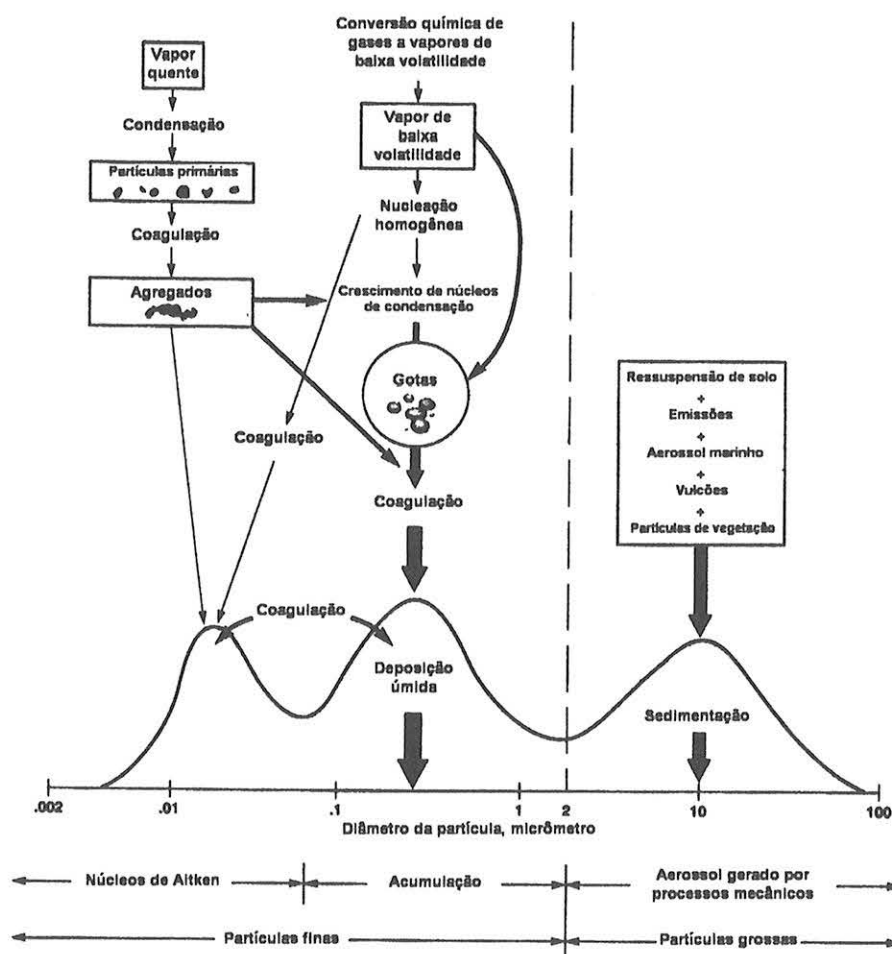 Vapor
quente
Condensação
Partículas primárias
Coagulação
Agregados
Conversão química de
gases a vapores de
baixa volatilidade
Vapor de
baixa
volatilidade
Nucleação
homogênea
Crescimento de núcleos
de condensação
Gotas
Coagulação
Coagulação
Ressuspensão de solo
+
Emissões
+
Aerossol marinho
+
Vulcões
+
Partículas de vegetação
Coagulação
Deposição
úmida
Sedimentação
.002 .01 .1 1 2 10 100
Diâmetro da partícula, micrômetro
Núcleos de Aitken Acumulação Aerossol gerado por
processos mecânicos
Partículas finas Partículas grossas